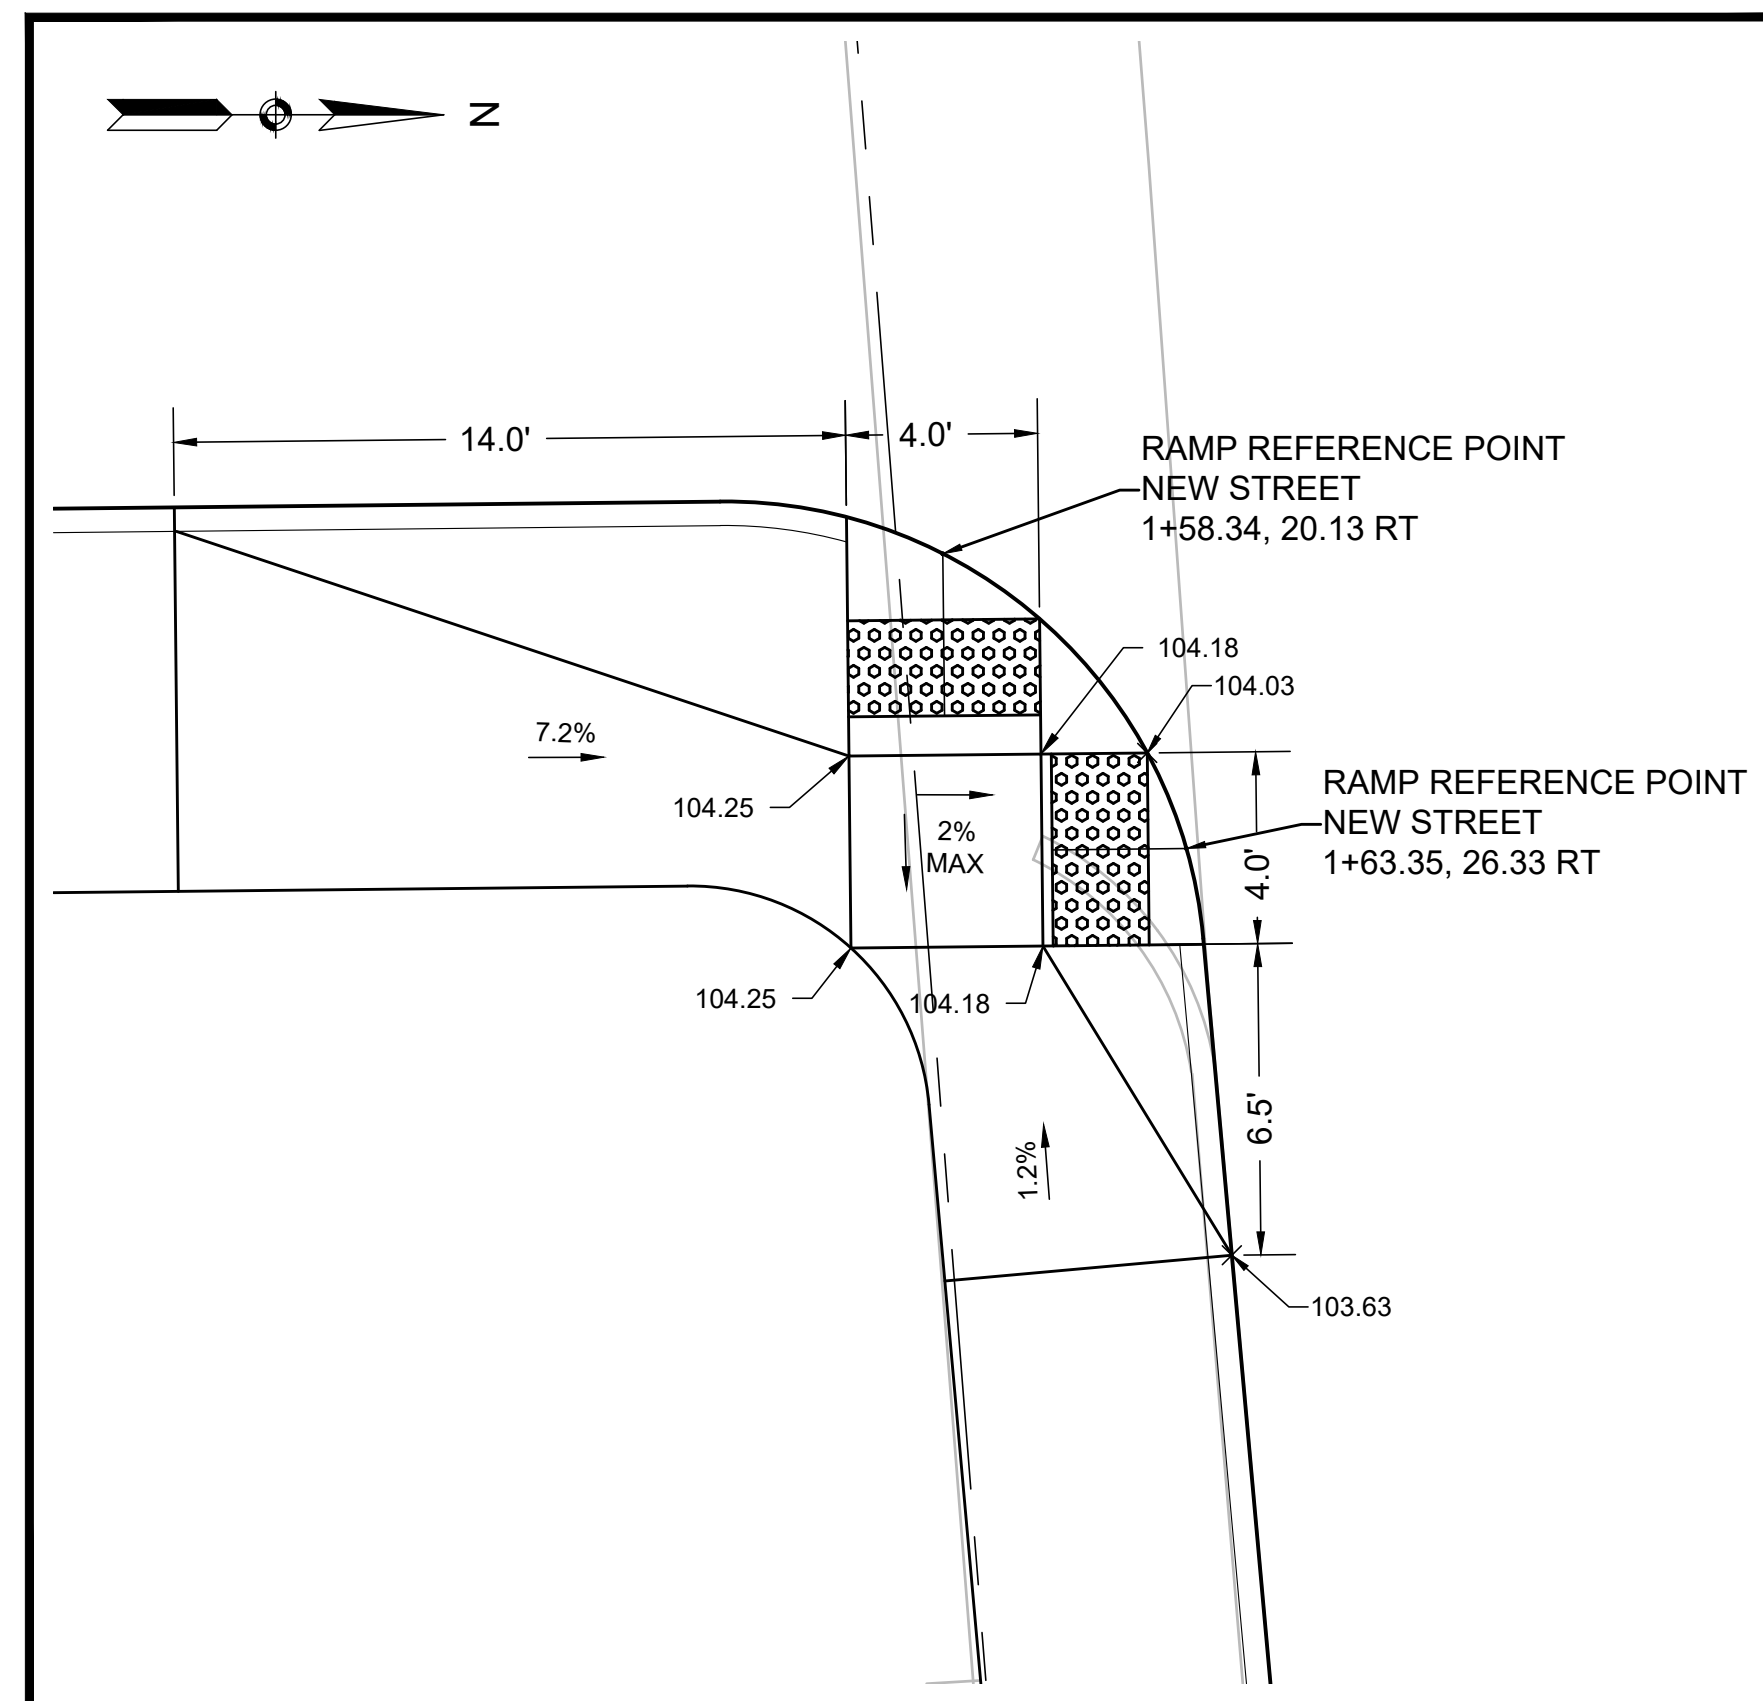 N
14.0'
4.0'
RAMP REFERENCE POINT
NEW STREET
1+58.34, 20.13 RT
104.18
104.03
7.2%
RAMP REFERENCE POINT
NEW STREET
1+63.35, 26.33 RT
104.25
2%
MAX
4.0'
104.25
104.18
6.5'
1.2%
103.63